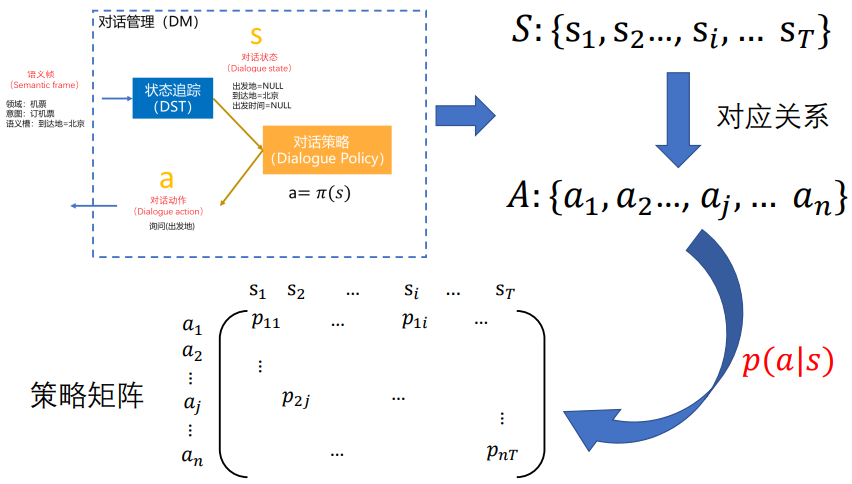 对话管理（DM）
语义帧
（Semantic frame）
领域：机票
意图：订机票
语义槽：到达地=北京
状态追踪
（DST）
s
对话状态
（Dialogue state）
出发地=NULL
到达地=北京
出发时间=NULL
对话策略
（Dialogue Policy）
a= π(s)
a
对话动作
（Dialogue action）
询问(出发地)
S: {s₁, s₂…, sᵢ, … s_T}
对应关系
A: {a₁, a₂…, aⱼ, … aₙ}
p(a|s)
策略矩阵
s₁ s₂ … sᵢ … s_T
a₁ p₁₁ … p₁ᵢ …
a₂
⋮ ⋮
aⱼ p₂ⱼ …
⋮ ⋮
aₙ … p_nT